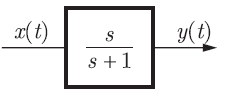 x(t)
s
s + 1
y(t)